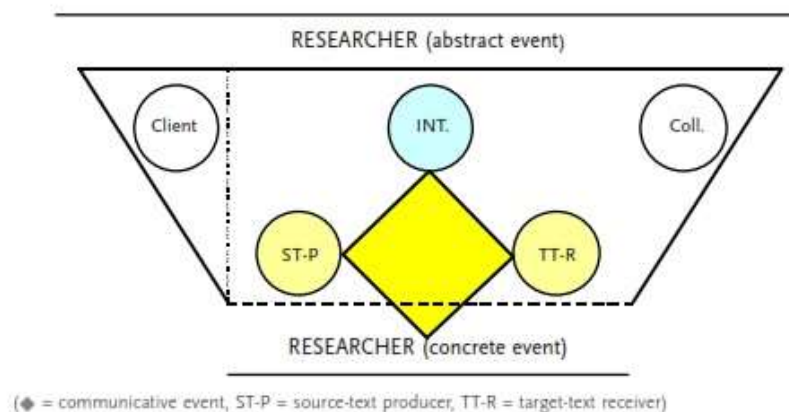 RESEARCHER (abstract event)
Client
INT.
Coll.
ST-P
TT-R
RESEARCHER (concrete event)
(◆ = communicative event, ST-P = source-text producer, TT-R = target-text receiver)